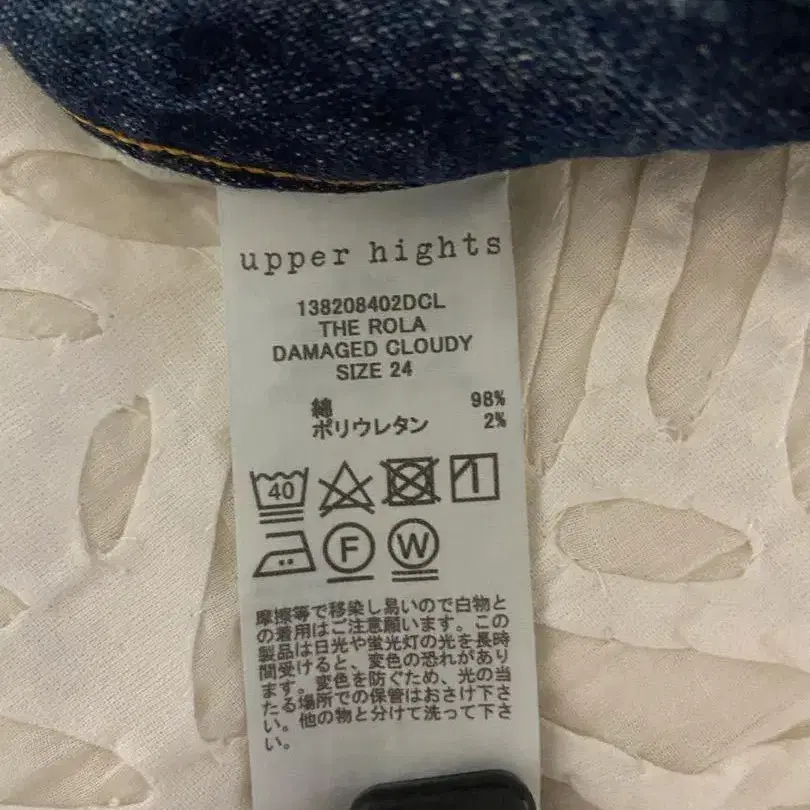 upper hights
138208402DCL
THE ROLA
DAMAGED CLOUDY
SIZE 24
綿 98%
ポリウレタン 2%
40
F W
摩擦等で移染し易いので白物と
の着用はご注意願います。この
製品は日光や蛍光灯の光を長時
間受けると、変色の恐れがあり
ます。変色を防ぐため、光の当
たる場所での保管はおさけ下さ
い。他の物と分けて洗って下さ
い。